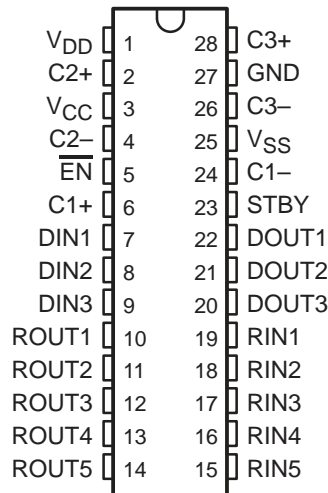 VDD 1 28 C3+
C2+ 2 27 GND
VCC 3 26 C3–
C2– 4 25 VSS
E̅N̅ 5 24 C1–
C1+ 6 23 STBY
DIN1 7 22 DOUT1
DIN2 8 21 DOUT2
DIN3 9 20 DOUT3
ROUT1 10 19 RIN1
ROUT2 11 18 RIN2
ROUT3 12 17 RIN3
ROUT4 13 16 RIN4
ROUT5 14 15 RIN5